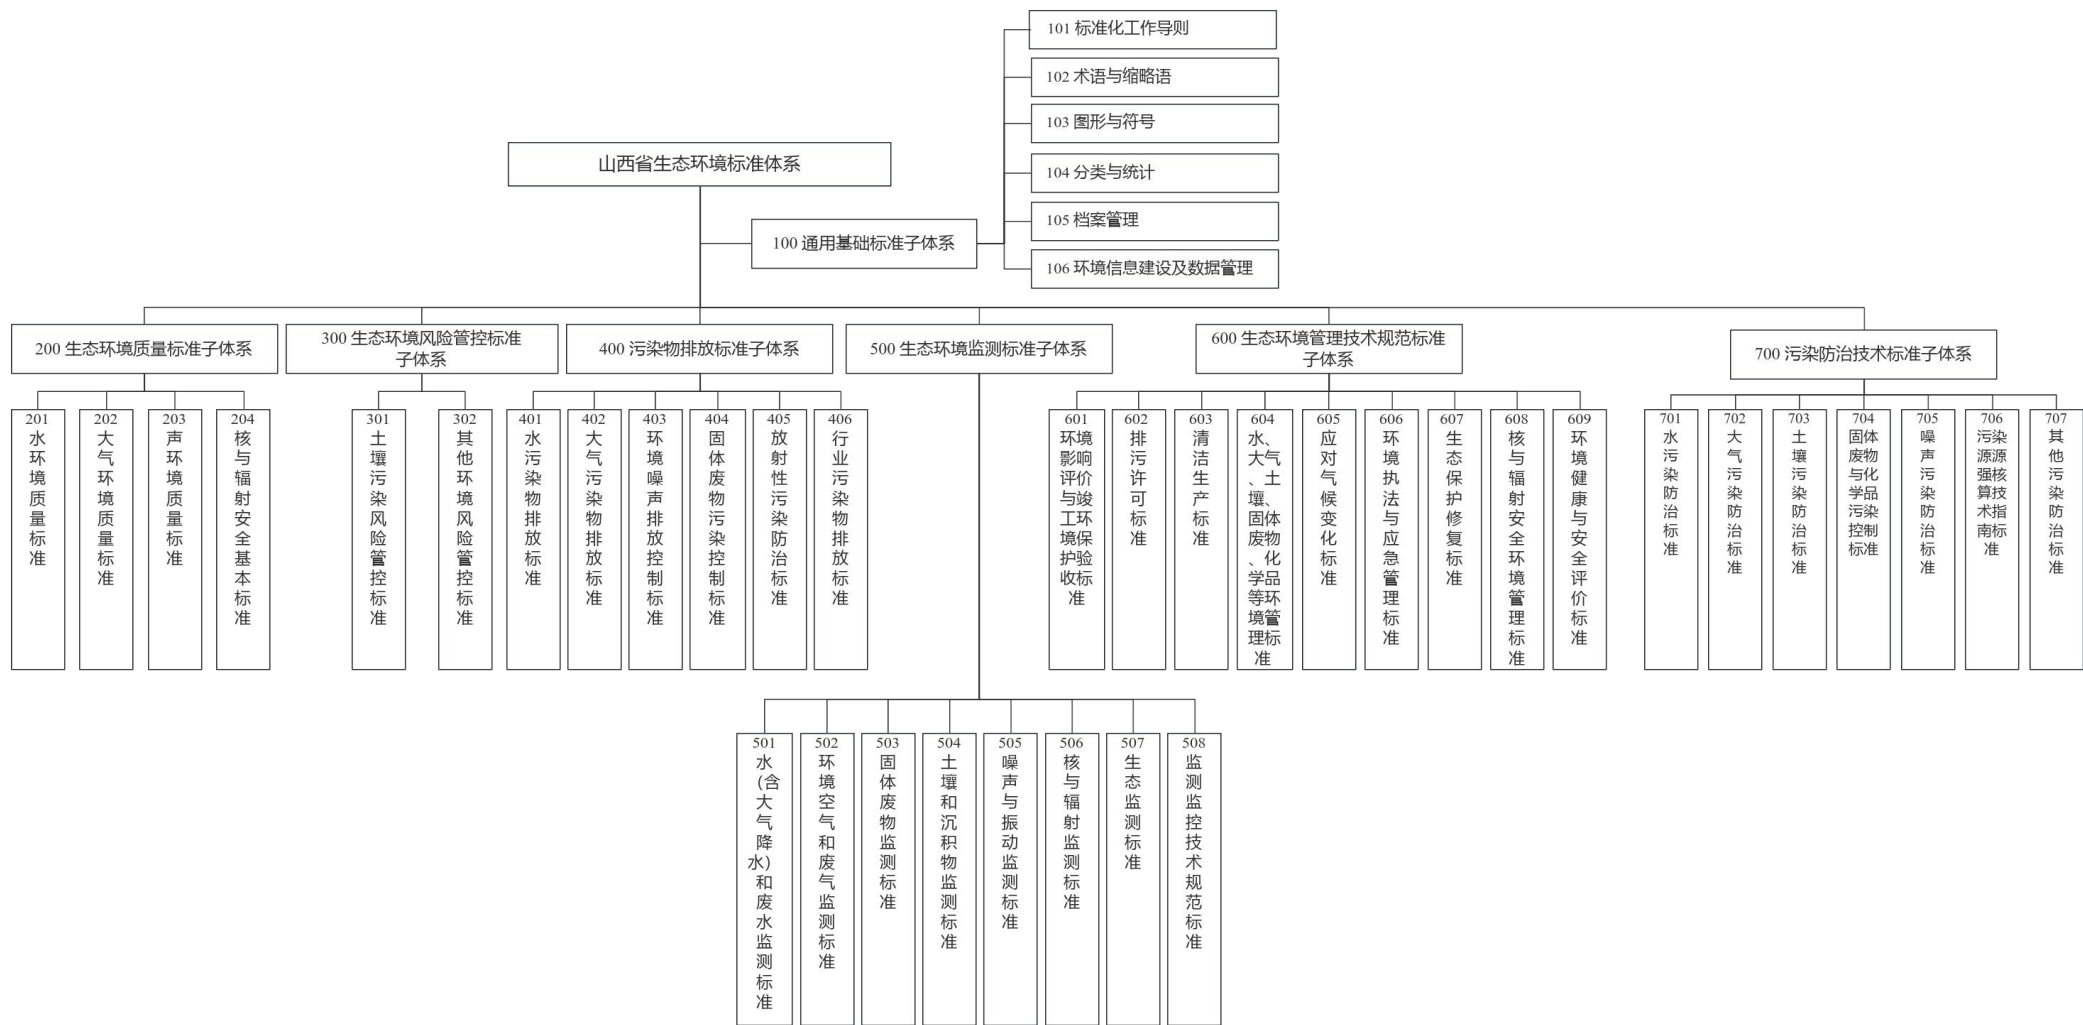 101 标准化工作导则
102 术语与缩略语
103 图形与符号
山西省生态环境标准体系
104 分类与统计
105 档案管理
100 通用基础标准子体系
106 环境信息建设及数据管理
200 生态环境质量标准子体系
300 生态环境风险管控标准
子体系
400 污染物排放标准子体系
500 生态环境监测标准子体系
600 生态环境管理技术规范标准
子体系
700 污染防治技术标准子体系
201
水环境质量标准
202
大气环境质量标准
203
声环境质量标准
204
核与辐射安全基本标准
301
土壤污染风险管控标准
302
其他环境风险管控标准
401
水污染物排放标准
402
大气污染物排放标准
403
环境噪声排放控制标准
404
固体废物污染控制标准
405
放射性污染防治标准
406
行业污染物排放标准
601
环境影响评价与竣工环境保护验收标准
602
排污许可标准
603
清洁生产标准
604
水、大气、土壤、固体废物、化学品等环境管理标准
605
应对气候变化标准
606
环境执法与应急管理标准
607
生态保护修复标准
608
核与辐射安全环境管理标准
609
环境健康与安全评价标准
701
水污染防治标准
702
大气污染防治标准
703
土壤污染防治标准
704
固体废物与化学品污染控制标准
705
噪声污染防治标准
706
污染源源强核算技术指南标准
707
其他污染防治标准
501
水(含大气降水)和废水监测标准
502
环境空气和废气监测标准
503
固体废物监测标准
504
土壤和沉积物监测标准
505
噪声与振动监测标准
506
核与辐射监测标准
507
生态监测标准
508
监测监控技术规范标准